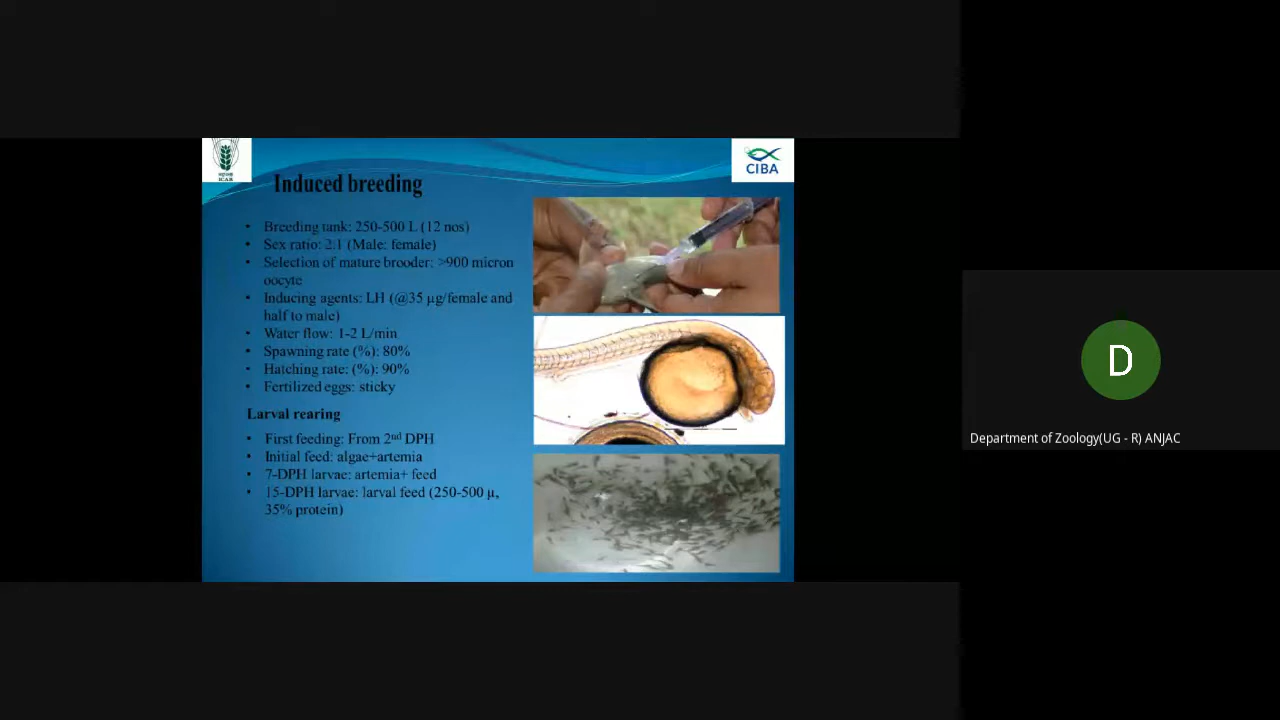 ICAR
CIBA
Induced breeding
• Breeding tank: 250-500 L (12 nos)
• Sex ratio: 2:1 (Male: female)
• Selection of mature brooder: >900 micron
oocyte
• Inducing agents: LH (@35 µg/female and
half to male)
• Water flow: 1-2 L/min
• Spawning rate (%): 80%
• Hatching rate: (%): 90%
• Fertilized eggs: sticky
Larval rearing
• First feeding: From 2nd DPH
• Initial feed: algae+artemia
• 7-DPH larvae: artemia+ feed
• 15-DPH larvae: larval feed (250-500 µ,
35% protein)
D
Department of Zoology(UG - R) ANJAC